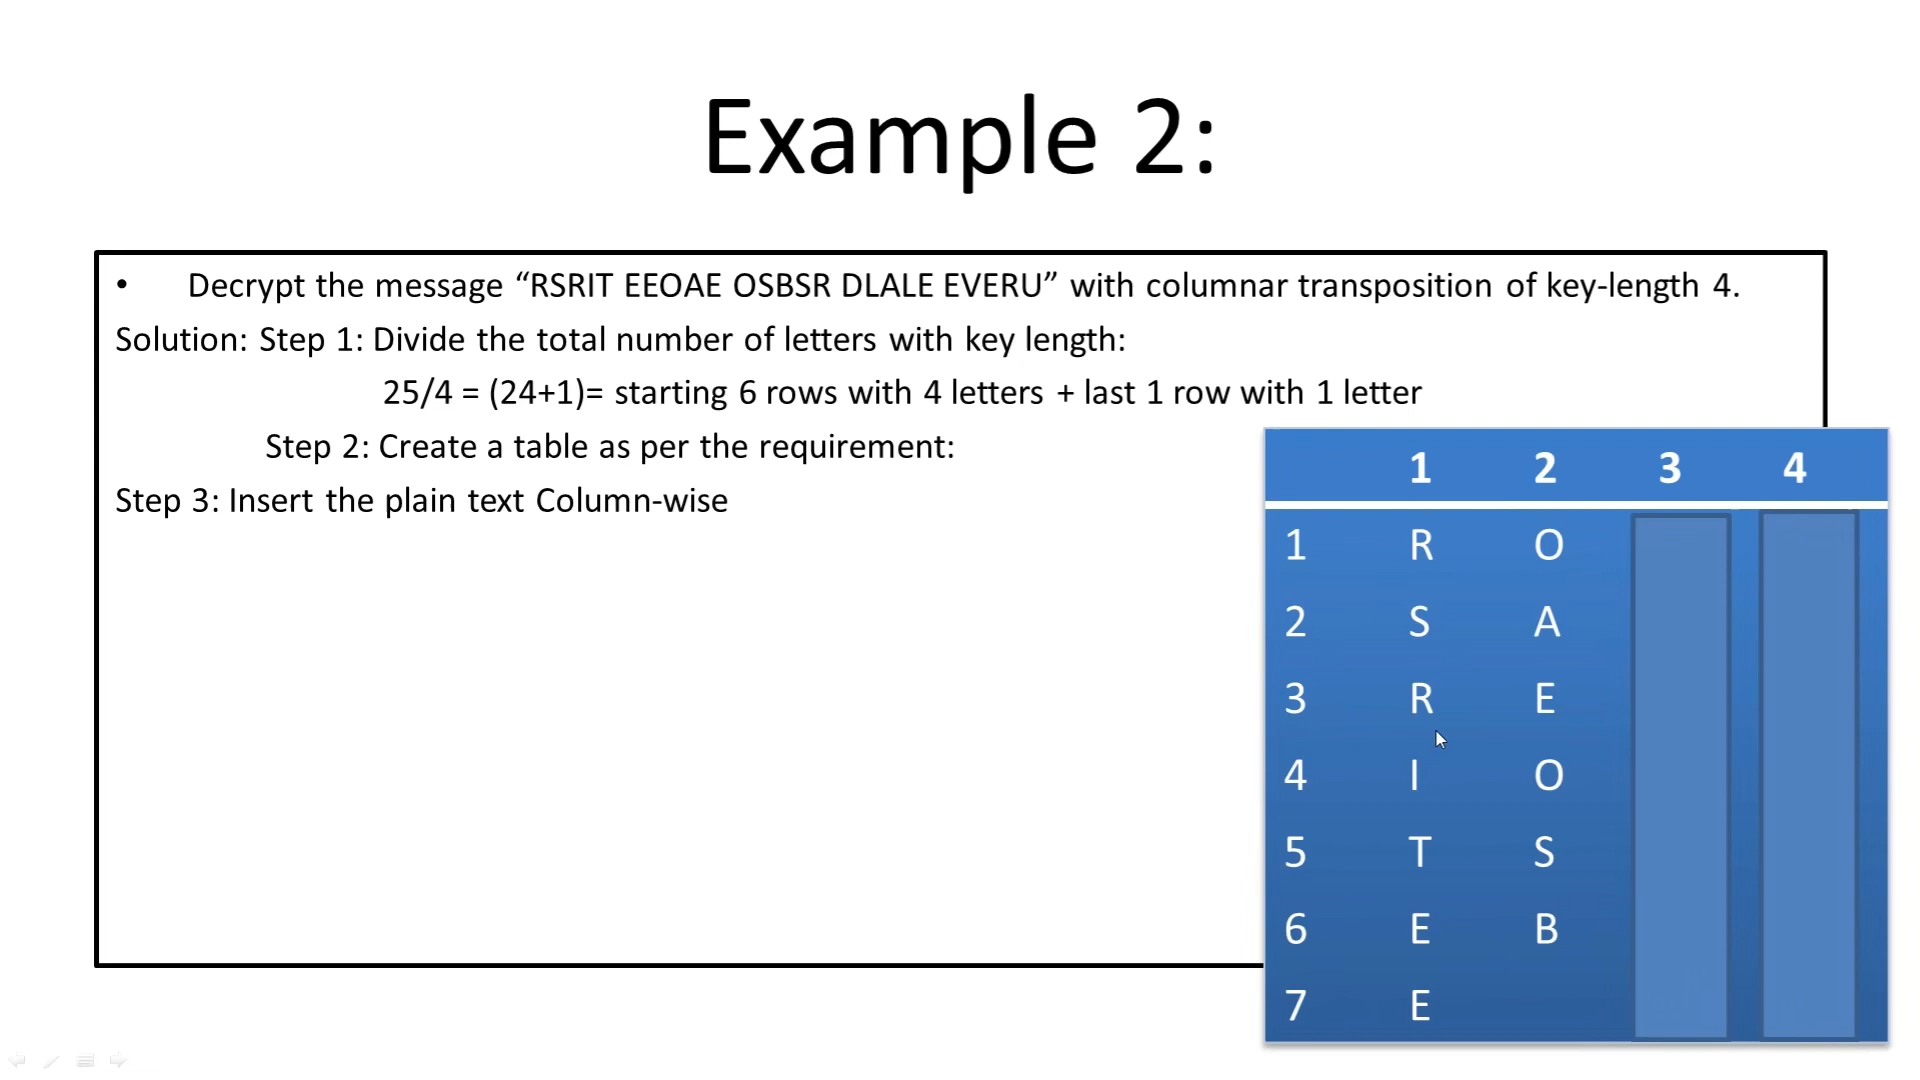 Example 2:
• Decrypt the message “RSRIT EEOAE OSBSR DLALE EVERU” with columnar transposition of key-length 4.
Solution: Step 1: Divide the total number of letters with key length:
25/4 = (24+1)= starting 6 rows with 4 letters + last 1 row with 1 letter
Step 2: Create a table as per the requirement:
Step 3: Insert the plain text Column-wise
1 2 3 4
1 R O
2 S A
3 R E
4 I O
5 T S
6 E B
7 E